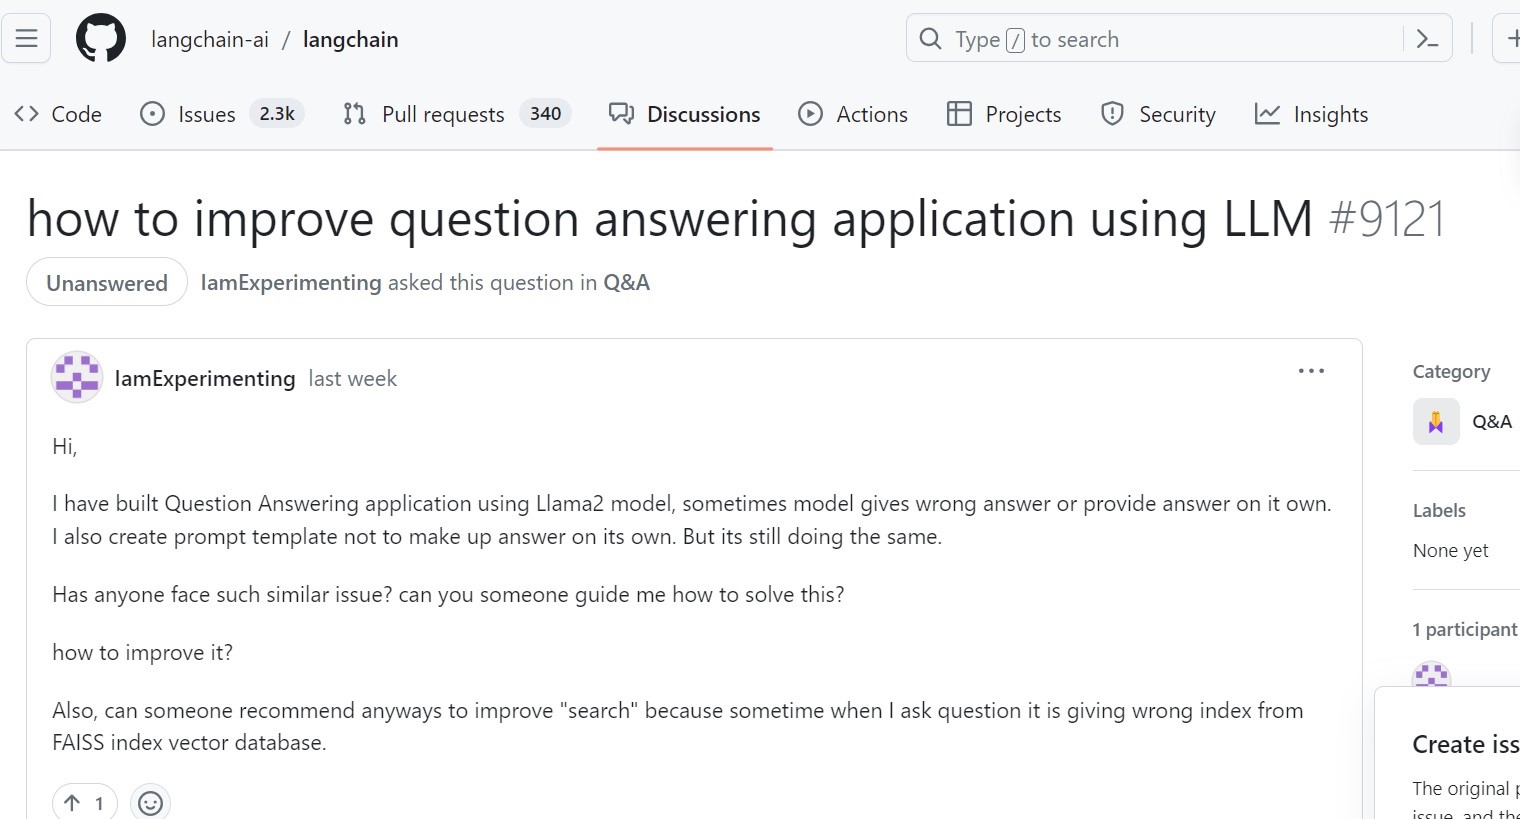 langchain-ai / langchain
Type / to search
Code
Issues 2.3k
Pull requests 340
Discussions
Actions
Projects
Security
Insights
how to improve question answering application using LLM #9121
Unanswered
IamExperimenting asked this question in Q&A
IamExperimenting last week
Hi,
I have built Question Answering application using Llama2 model, sometimes model gives wrong answer or provide answer on it own.
I also create prompt template not to make up answer on its own. But its still doing the same.
Has anyone face such similar issue? can you someone guide me how to solve this?
how to improve it?
Also, can someone recommend anyways to improve "search" because sometime when I ask question it is giving wrong index from
FAISS index vector database.
1
Category
Q&A
Labels
None yet
1 participant
Create iss
The original p
issue, and the